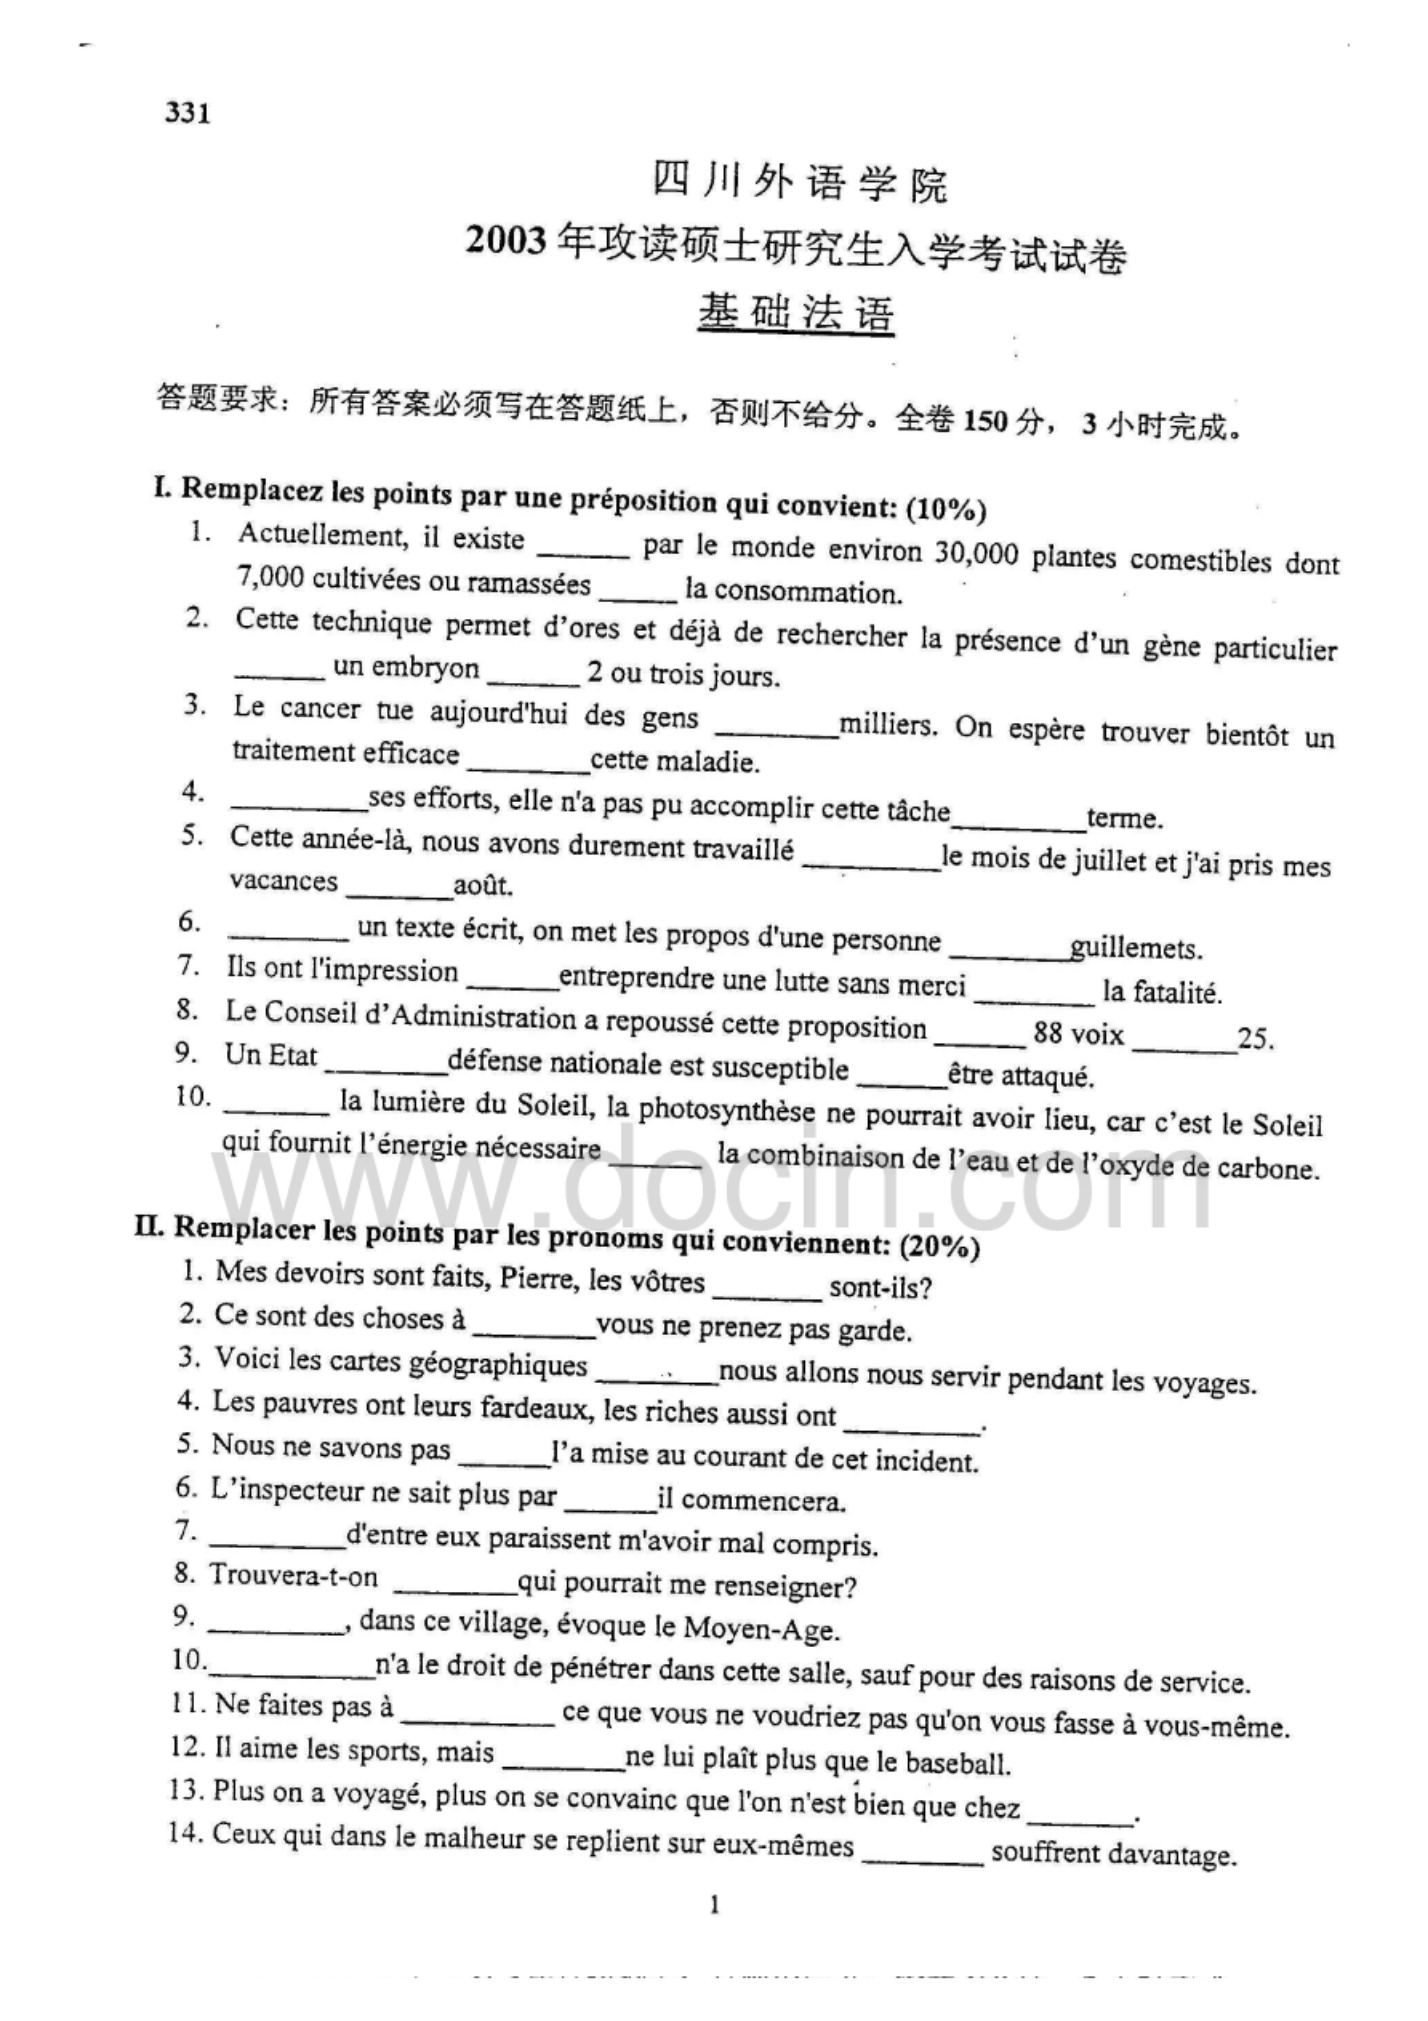 331
四川外语学院
2003年攻读硕士研究生入学考试试卷
基础法语
答题要求：所有答案必须写在答题纸上，否则不给分。全卷150分， 3小时完成。
I. Remplacez les points par une préposition qui convient: (10%)
1. Actuellement, il existe ______ par le monde environ 30,000 plantes comestibles dont
7,000 cultivées ou ramassées _____ la consommation.
2. Cette technique permet d’ores et déjà de rechercher la présence d’un gène particulier
______ un embryon ______ 2 ou trois jours.
3. Le cancer tue aujourd'hui des gens ________milliers. On espère trouver bientôt un
traitement efficace ________cette maladie.
4. _________ses efforts, elle n'a pas pu accomplir cette tâche_________terme.
5. Cette année-là, nous avons durement travaillé _________le mois de juillet et j'ai pris mes
vacances _______août.
6. ________ un texte écrit, on met les propos d'une personne ________guillemets.
7. Ils ont l'impression ______entreprendre une lutte sans merci ________ la fatalité.
8. Le Conseil d’Administration a repoussé cette proposition ______ 88 voix _______25.
9. Un Etat ________défense nationale est susceptible ______être attaqué.
10. _______ la lumière du Soleil, la photosynthèse ne pourrait avoir lieu, car c’est le Soleil
qui fournit l’énergie nécessaire ______ la combinaison de l’eau et de l’oxyde de carbone.
www.docin.com
II. Remplacer les points par les pronoms qui conviennent: (20%)
1. Mes devoirs sont faits, Pierre, les vôtres _______ sont-ils?
2. Ce sont des choses à ________vous ne prenez pas garde.
3. Voici les cartes géographiques ________nous allons nous servir pendant les voyages.
4. Les pauvres ont leurs fardeaux, les riches aussi ont _________.
5. Nous ne savons pas ______l’a mise au courant de cet incident.
6. L’inspecteur ne sait plus par ______il commencera.
7. _________d'entre eux paraissent m'avoir mal compris.
8. Trouvera-t-on ________qui pourrait me renseigner?
9. _________, dans ce village, évoque le Moyen-Age.
10.___________n'a le droit de pénétrer dans cette salle, sauf pour des raisons de service.
11. Ne faites pas à __________ ce que vous ne voudriez pas qu'on vous fasse à vous-même.
12. Il aime les sports, mais ________ne lui plaît plus que le baseball.
13. Plus on a voyagé, plus on se convainc que l'on n'est bien que chez _______.
14. Ceux qui dans le malheur se replient sur eux-mêmes ________ souffrent davantage.
1